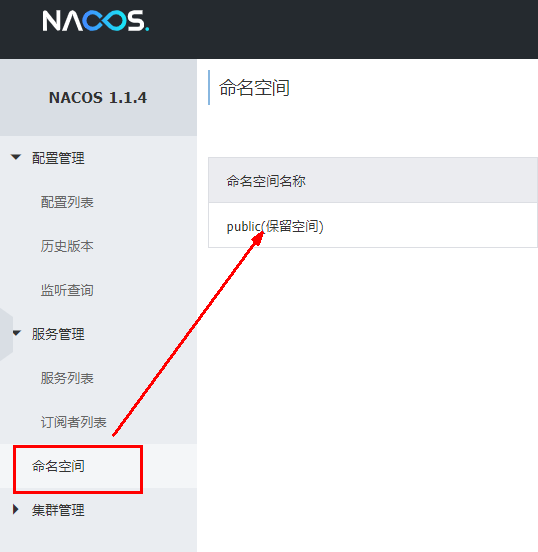 NACOS.
NACOS 1.1.4
命名空间
配置管理
配置列表
历史版本
监听查询
服务管理
服务列表
订阅者列表
命名空间
集群管理
命名空间名称
public(保留空间)